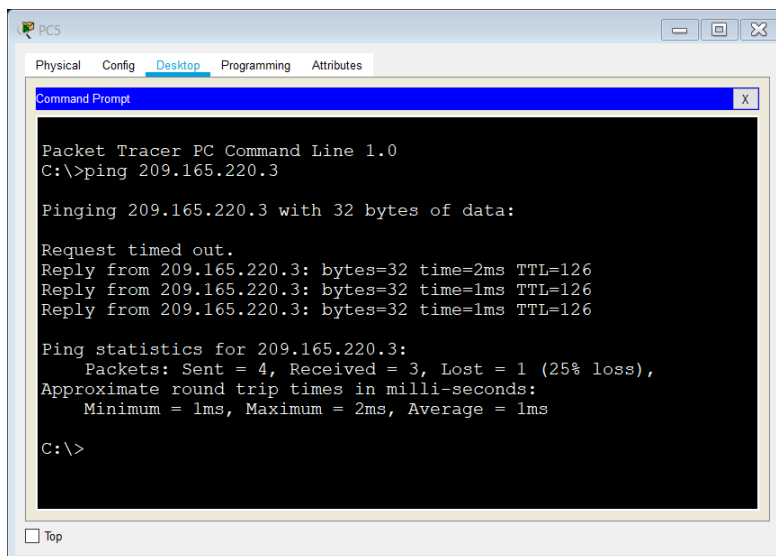 PC5
Physical Config Desktop Programming Attributes
Command Prompt
X
Packet Tracer PC Command Line 1.0
C:\>ping 209.165.220.3
Pinging 209.165.220.3 with 32 bytes of data:
Request timed out.
Reply from 209.165.220.3: bytes=32 time=2ms TTL=126
Reply from 209.165.220.3: bytes=32 time=1ms TTL=126
Reply from 209.165.220.3: bytes=32 time=1ms TTL=126
Ping statistics for 209.165.220.3:
Packets: Sent = 4, Received = 3, Lost = 1 (25% loss),
Approximate round trip times in milli-seconds:
Minimum = 1ms, Maximum = 2ms, Average = 1ms
C:\>
Top